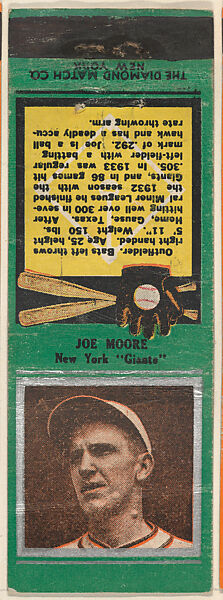 THE DIAMOND MATCH CO.
NEW YORK
Outfielder. Bats left, throws
right handed. Age 25, height
5' 11". Weight 150 lbs.
Home: Gause, Texas. After
hitting well over 300 in seve-
ral Minor Leagues he finished
the 1932 season with the
Giants, and in 86 games hit
.305. In 1933 was regular
left-fielder with a batting
mark of .292. Joe is a ball
hawk and has a deadly accu-
rate throwing arm.
JOE MOORE
New York "Giants"